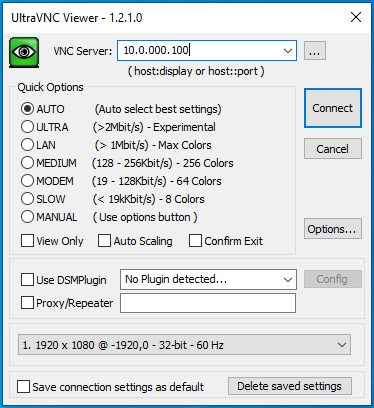 UltraVNC Viewer - 1.2.1.0
VNC Server: 10.0.000.100 ...
( host:display or host::port )
Quick Options
AUTO (Auto select best settings)
ULTRA (>2Mbit/s) - Experimental
LAN (> 1Mbit/s) - Max Colors
MEDIUM (128 - 256Kbit/s) - 256 Colors
MODEM (19 - 128Kbit/s) - 64 Colors
SLOW (< 19kKbit/s) - 8 Colors
MANUAL ( Use options button )
View Only Auto Scaling Confirm Exit
Connect
Cancel
Options...
Use DSMPlugin No Plugin detected... Config
Proxy/Repeater
1. 1920 x 1080 @ -1920,0 - 32-bit - 60 Hz
Save connection settings as default Delete saved settings